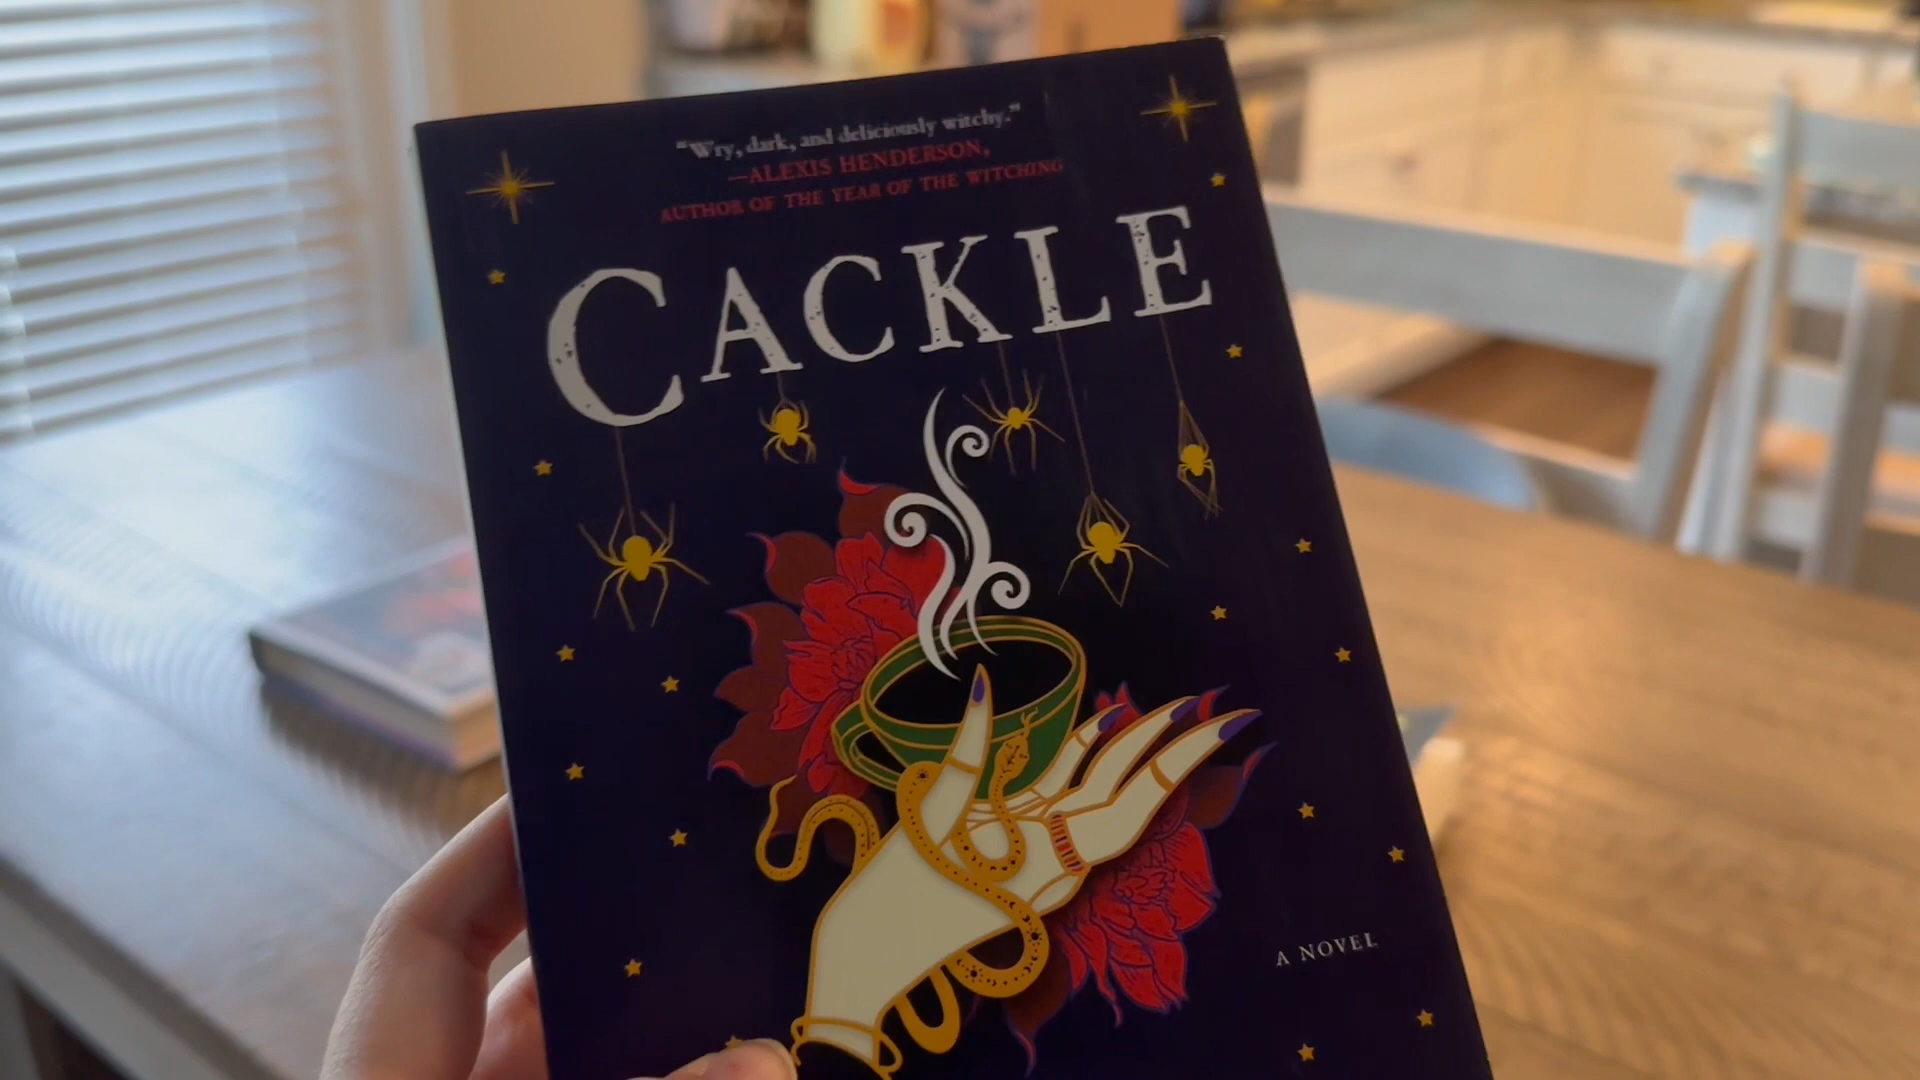 “Wry, dark, and deliciously witchy.”
—ALEXIS HENDERSON,
AUTHOR OF THE YEAR OF THE WITCHING
CACKLE
A NOVEL